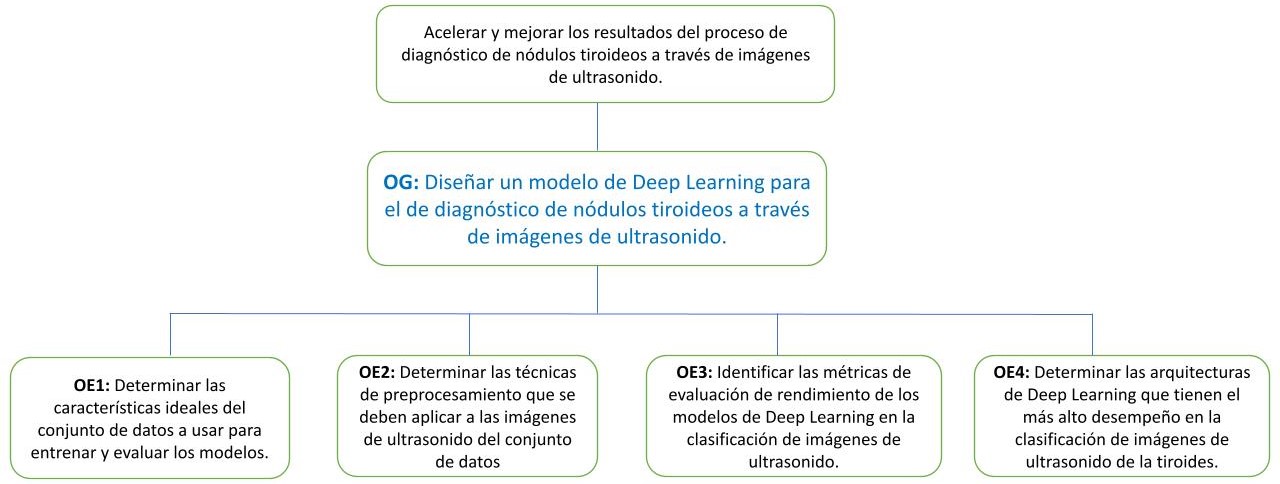 Acelerar y mejorar los resultados del proceso de
diagnóstico de nódulos tiroideos a través de imágenes
de ultrasonido.
OG: Diseñar un modelo de Deep Learning para
el de diagnóstico de nódulos tiroideos a través
de imágenes de ultrasonido.
OE1: Determinar las
características ideales del
conjunto de datos a usar para
entrenar y evaluar los modelos.
OE2: Determinar las técnicas
de preprocesamiento que se
deben aplicar a las imágenes
de ultrasonido del conjunto
de datos
OE3: Identificar las métricas de
evaluación de rendimiento de los
modelos de Deep Learning en la
clasificación de imágenes de
ultrasonido.
OE4: Determinar las arquitecturas
de Deep Learning que tienen el
más alto desempeño en la
clasificación de imágenes de
ultrasonido de la tiroides.